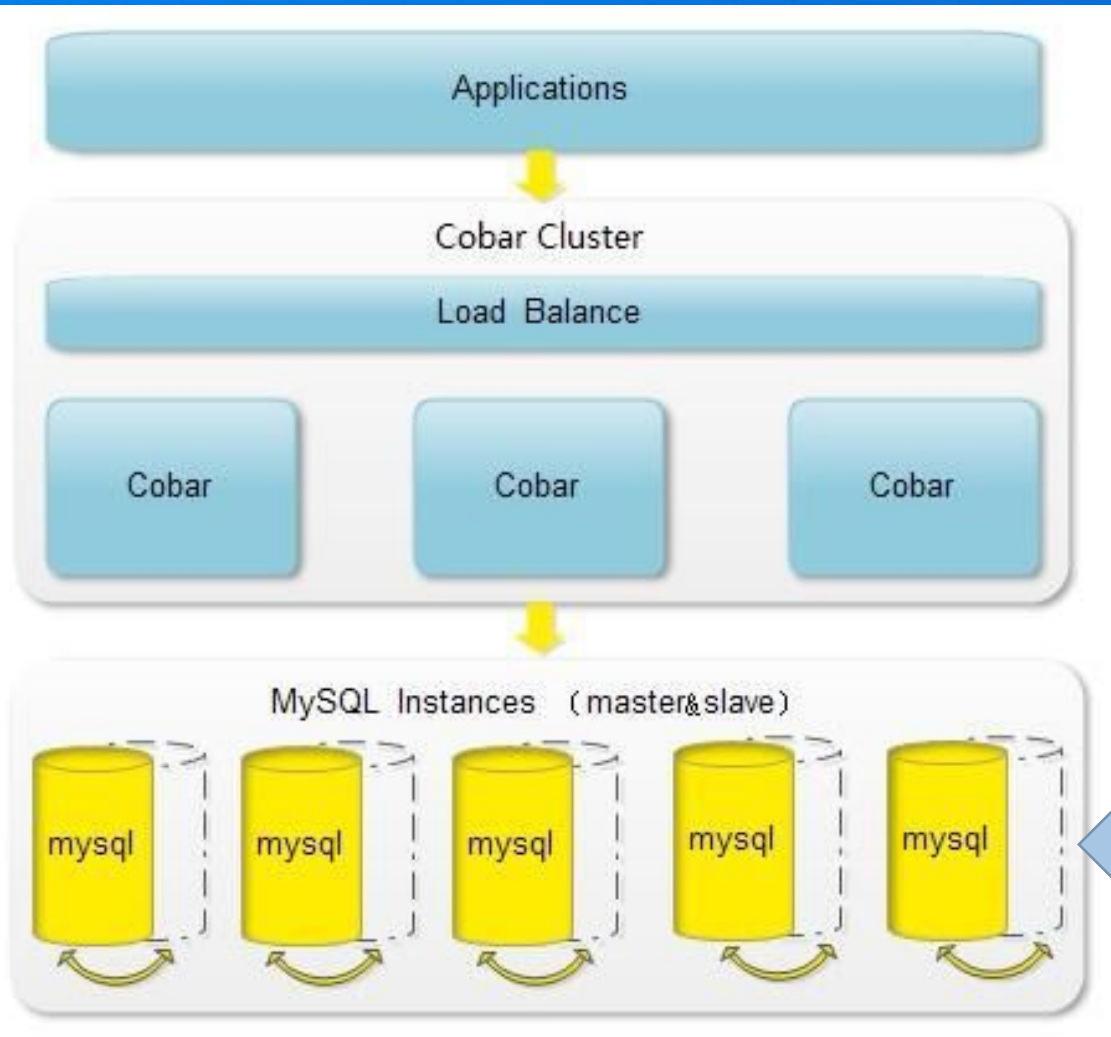 Applications
Cobar Cluster
Load Balance
Cobar Cobar Cobar
MySQL Instances （master&slave）
mysql mysql mysql mysql mysql